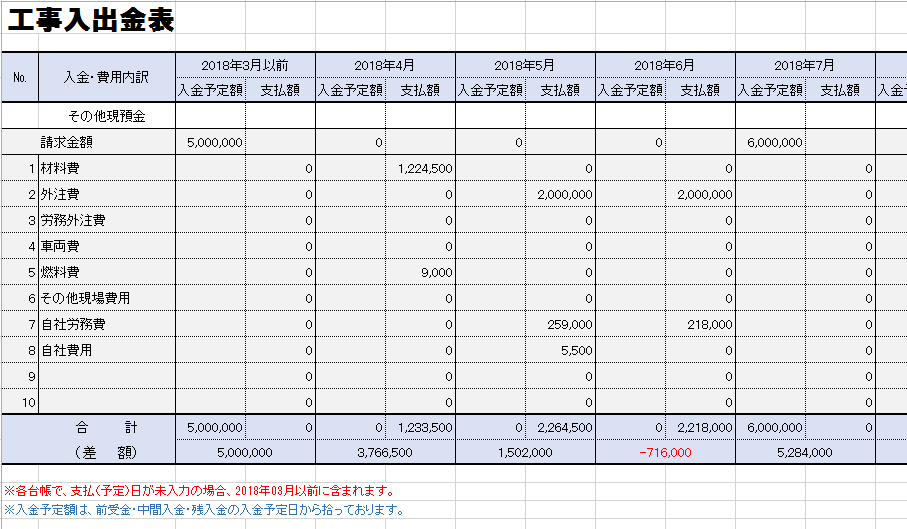 工事入出金表
No. 入金・費用内訳 2018年3月以前 2018年4月 2018年5月 2018年6月 2018年7月
入金予定額 支払額 入金予定額 支払額 入金予定額 支払額 入金予定額 支払額 入金予定額 支払額 入金予
その他現預金
請求金額 5,000,000 0 0 0 6,000,000
1 材料費 0 1,224,500 0 0 0
2 外注費 0 0 2,000,000 2,000,000 0
3 労務外注費 0 0 0 0 0
4 車両費 0 0 0 0 0
5 燃料費 0 9,000 0 0 0
6 その他現場費用 0 0 0 0 0
7 自社労務費 0 0 259,000 218,000 0
8 自社費用 0 0 5,500 0 0
9 0 0 0 0 0
10 0 0 0 0 0
合 計 5,000,000 0 0 1,233,500 0 2,264,500 0 2,218,000 6,000,000 0
(差 額) 5,000,000 3,766,500 1,502,000 -716,000 5,284,000
※各台帳で、支払(予定)日が未入力の場合、2018年03月以前に含まれます。
※入金予定額は、前受金・中間入金・残入金の入金予定日から拾っております。